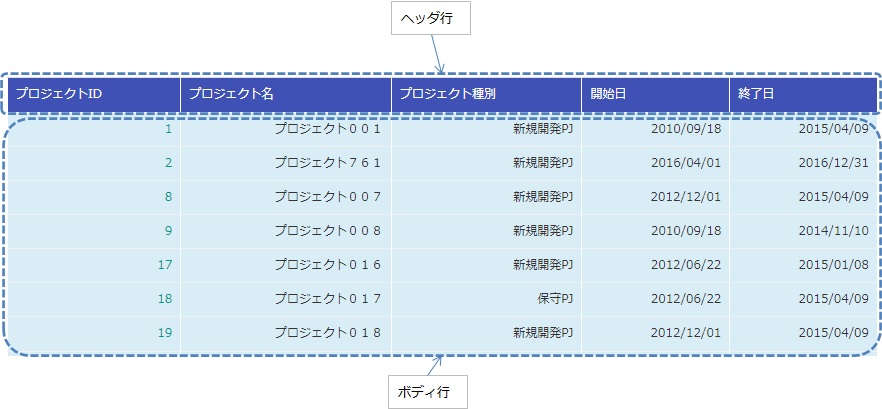 ヘッダ行
プロジェクトID プロジェクト名 プロジェクト種別 開始日 終了日
1 プロジェクト００１ 新規開発PJ 2010/09/18 2015/04/09
2 プロジェクト７６１ 新規開発PJ 2016/04/01 2016/12/31
8 プロジェクト００７ 新規開発PJ 2012/12/01 2015/04/09
9 プロジェクト００８ 新規開発PJ 2010/09/18 2014/11/10
17 プロジェクト０１６ 新規開発PJ 2012/06/22 2015/01/08
18 プロジェクト０１７ 保守PJ 2012/06/22 2015/04/09
19 プロジェクト０１８ 新規開発PJ 2012/12/01 2015/04/09
ボディ行